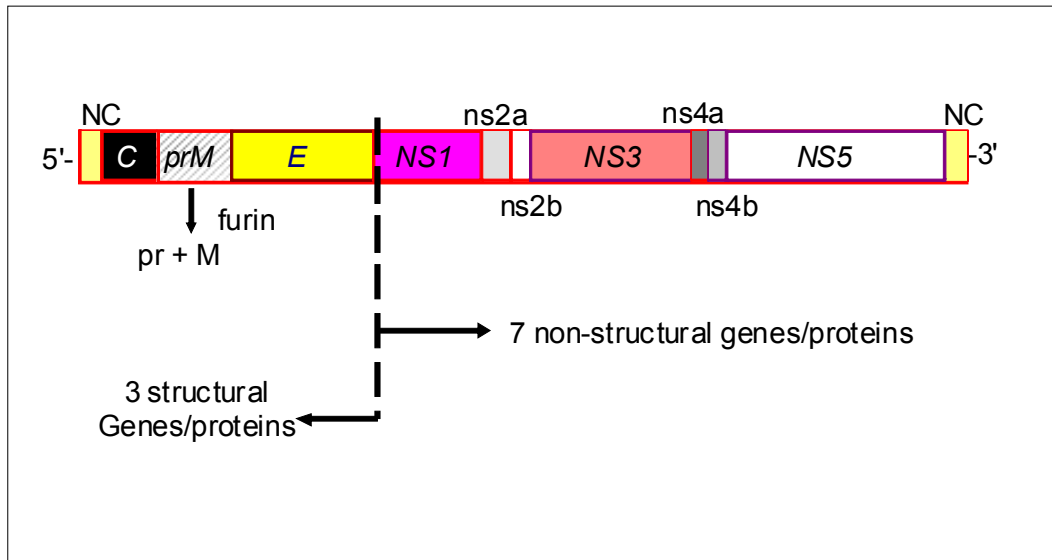 NC ns2a ns4a NC
5'- C prM E NS1 NS3 NS5 -3'
ns2b ns4b
furin
pr + M
7 non-structural genes/proteins
3 structural
Genes/proteins